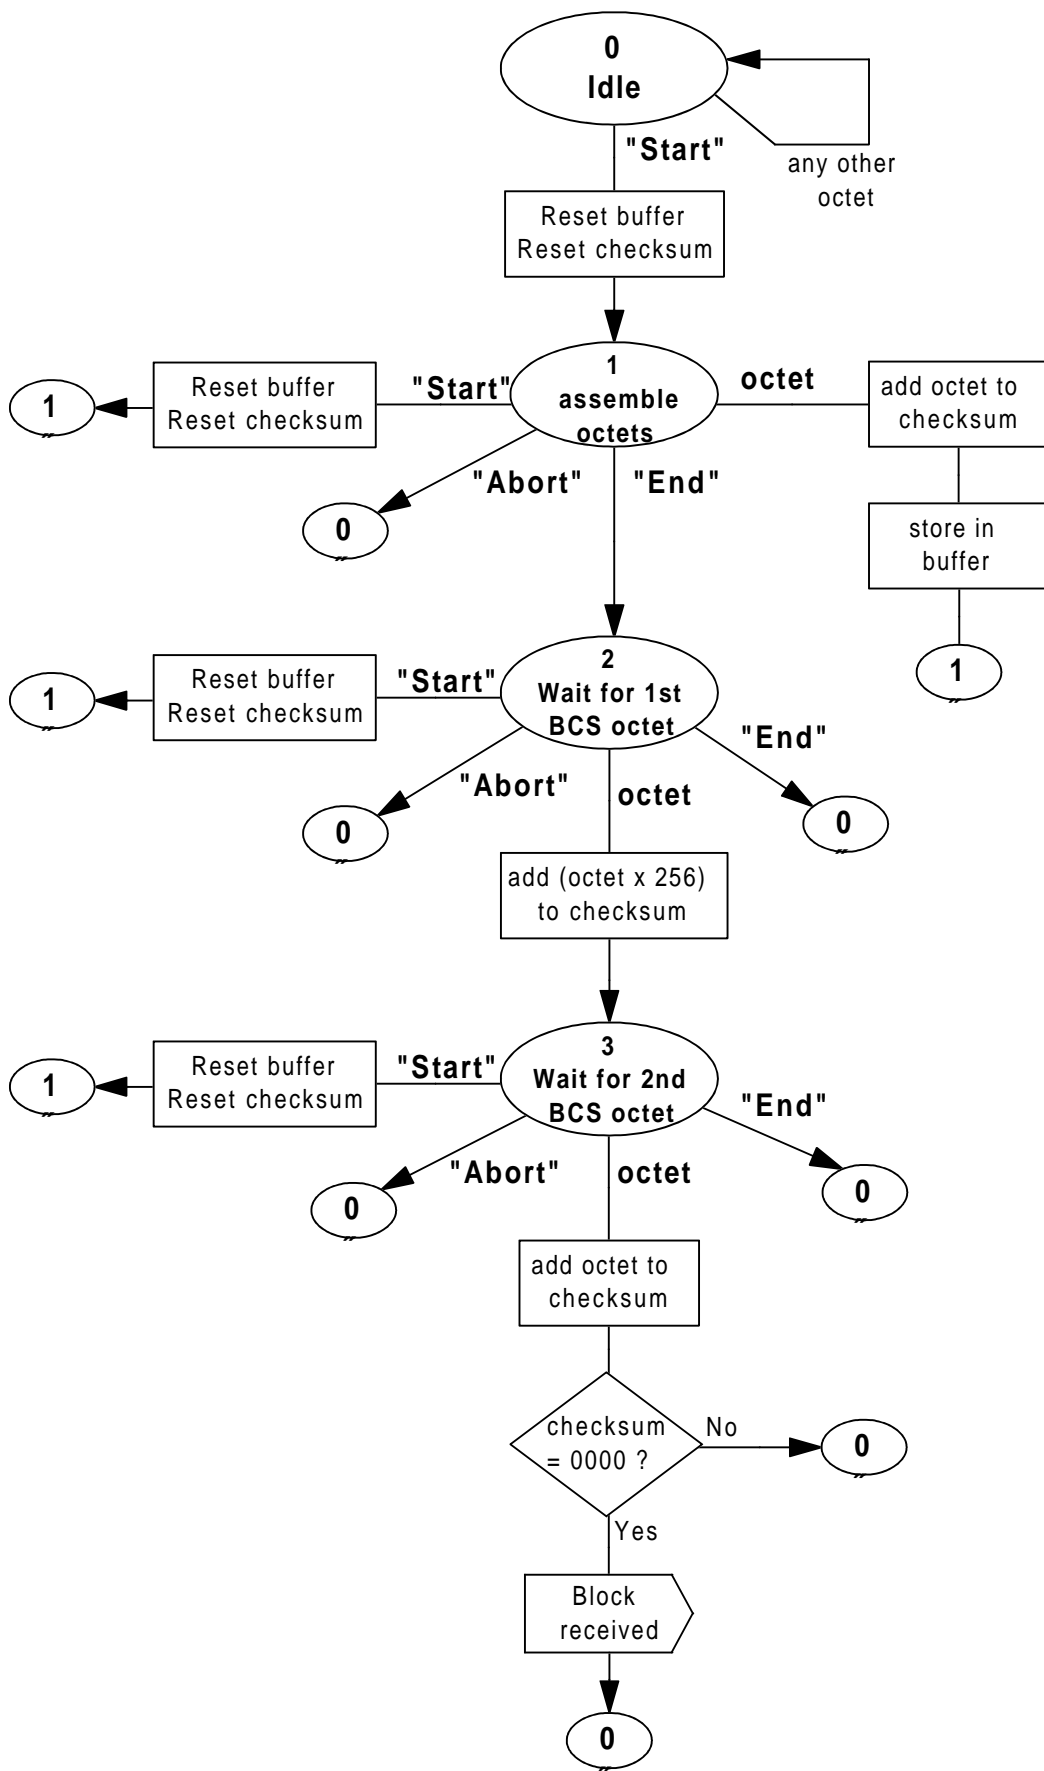 0
Idle
"Start"
any other
octet
Reset buffer
Reset checksum
1
assemble
octets
"Start"
Reset buffer
Reset checksum
1
octet
add octet to
checksum
store in
buffer
1
"Abort"
0
"End"
2
Wait for 1st
BCS octet
"Start"
Reset buffer
Reset checksum
1
"Abort"
0
octet
"End"
0
add (octet x 256)
to checksum
3
Wait for 2nd
BCS octet
"Start"
Reset buffer
Reset checksum
1
"Abort"
0
octet
"End"
0
add octet to
checksum
checksum
= 0000 ?
No
0
Yes
Block
received
0